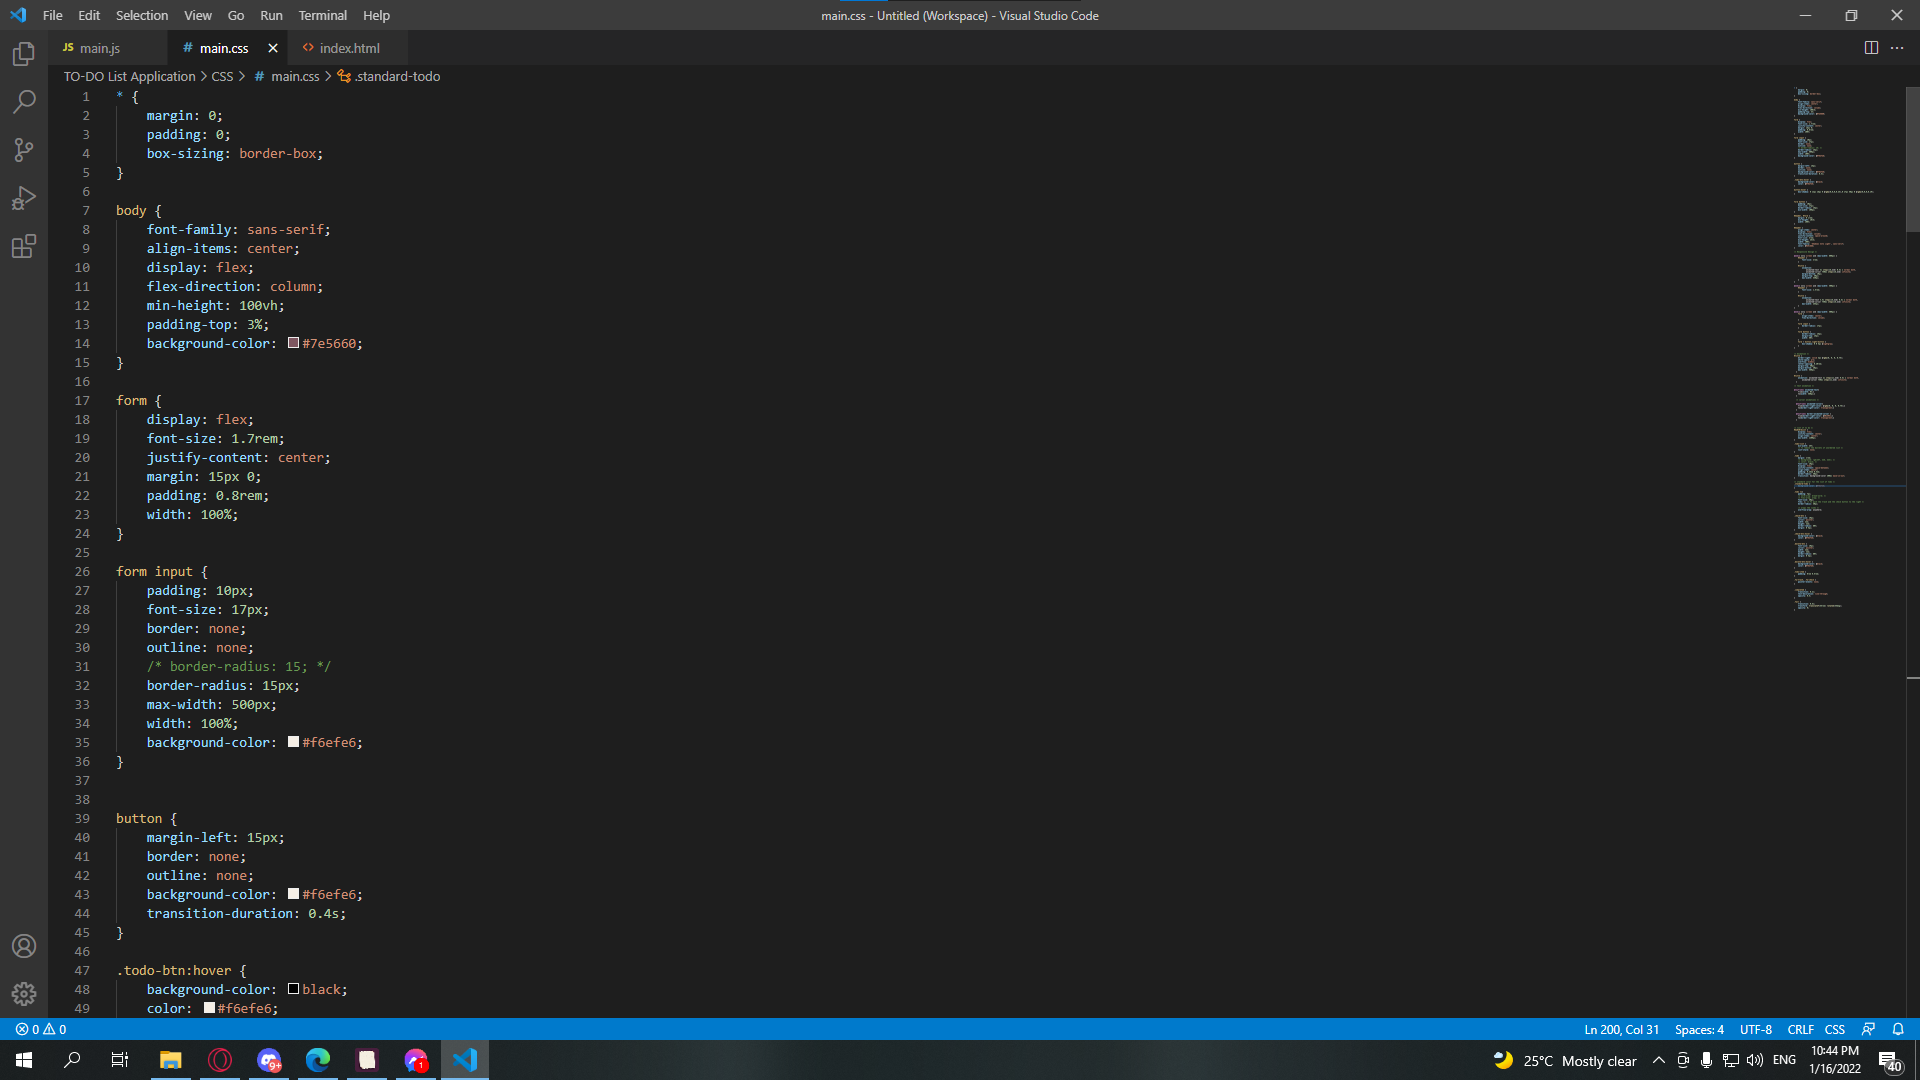 File Edit Selection View Go Run Terminal Help
main.css - Untitled (Workspace) - Visual Studio Code
JS main.js
# main.css
<> index.html
TO-DO List Application > CSS > # main.css > .standard-todo
1 * {
2 margin: 0;
3 padding: 0;
4 box-sizing: border-box;
5 }
6
7 body {
8 font-family: sans-serif;
9 align-items: center;
10 display: flex;
11 flex-direction: column;
12 min-height: 100vh;
13 padding-top: 3%;
14 background-color: #7e5660;
15 }
16
17 form {
18 display: flex;
19 font-size: 1.7rem;
20 justify-content: center;
21 margin: 15px 0;
22 padding: 0.8rem;
23 width: 100%;
24 }
25
26 form input {
27 padding: 10px;
28 font-size: 17px;
29 border: none;
30 outline: none;
31 /* border-radius: 15; */
32 border-radius: 15px;
33 max-width: 500px;
34 width: 100%;
35 background-color: #f6efe6;
36 }
37
38
39 button {
40 margin-left: 15px;
41 border: none;
42 outline: none;
43 background-color: #f6efe6;
44 transition-duration: 0.4s;
45 }
46
47 .todo-btn:hover {
48 background-color: black;
49 color: #f6efe6;
0 0
Ln 200, Col 31 Spaces: 4 UTF-8 CRLF CSS
9+
1
25°C Mostly clear
ENG
10:44 PM
1/16/2022
40